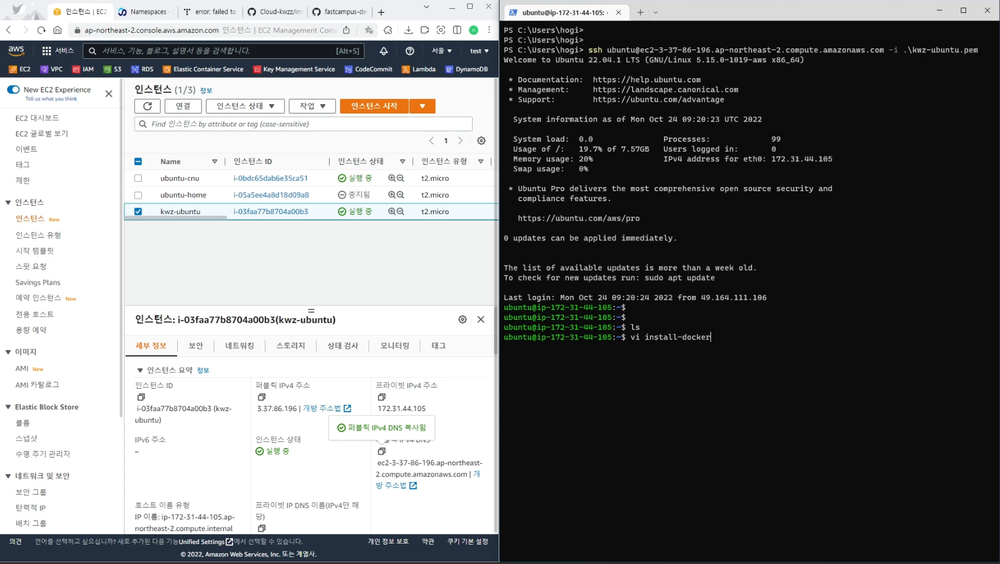 인스턴스 | EC2
Namespaces -
error: failed to
Cloud-kwzz/ins
fastcampus-de
ap-northeast-2.console.aws.amazon.com 인스턴스 | EC2 Management Cons
aws
서비스
서비스, 기능, 블로그, 설명서 등을 검색합니다.
[Alt+S]
서울
test
EC2
VPC
IAM
S3
RDS
Elastic Container Service
Key Management Service
CodeCommit
Lambda
DynamoDB
New EC2 Experience
Tell us what you think
EC2 대시보드
EC2 글로벌 보기
이벤트
태그
제한
인스턴스
인스턴스 New
인스턴스 유형
시작 템플릿
스팟 요청
Savings Plans
예약 인스턴스 New
전용 호스트
용량 예약
이미지
AMI New
AMI 카탈로그
Elastic Block Store
볼륨
스냅샷
수명 주기 관리자
네트워크 및 보안
보안 그룹
탄력적 IP
배치 그룹
인스턴스 (1/3) 정보
연결
인스턴스 상태
작업
인스턴스 시작
Find 인스턴스 by attribute or tag (case-sensitive)
1
Name
인스턴스 ID
인스턴스 상태
인스턴스 유형
ubuntu-cnu i-0bdc65dab6e35ca51 실행 중 t2.micro
ubuntu-home i-05a5ee4a8d18d09a8 중지됨 t2.micro
kwz-ubuntu i-03faa77b8704a00b3 실행 중 t2.micro
인스턴스: i-03faa77b8704a00b3(kwz-ubuntu)
세부 정보
보안
네트워킹
스토리지
상태 검사
모니터링
태그
인스턴스 요약 정보
인스턴스 ID
i-03faa77b8704a00b3 (kwz-
ubuntu)
퍼블릭 IPv4 주소
3.37.86.196 | 개방 주소법
프라이빗 IPv4 주소
172.31.44.105
퍼블릭 IPv4 DNS 복사됨
IPv6 주소
–
인스턴스 상태
실행 중
퍼블릭 IPv4 DNS
ec2-3-37-86-196.ap-northeast-
2.compute.amazonaws.com | 개
방 주소법
호스트 이름 유형
IP 이름: ip-172-31-44-105.ap-
northeast-2.compute.internal
프라이빗 IP DNS 이름(IPv4만 해
당)
의견
언어를 선택하고 싶으십니까? 새로 추가된 다음 기능Unified Settings에서 선택할 수 있습니다.
개인 정보 보호
약관
쿠키 기본 설정
© 2022, Amazon Web Services, Inc. 또는 계열사.
ubuntu@ip-172-31-44-105: ~
PS C:\Users\hogi>
PS C:\Users\hogi>
PS C:\Users\hogi> ssh ubuntu@ec2-3-37-86-196.ap-northeast-2.compute.amazonaws.com -i .\kwz-ubuntu.pem
Welcome to Ubuntu 22.04.1 LTS (GNU/Linux 5.15.0-1019-aws x86_64)
* Documentation: https://help.ubuntu.com
* Management: https://landscape.canonical.com
* Support: https://ubuntu.com/advantage
System information as of Mon Oct 24 09:20:23 UTC 2022
System load: 0.0 Processes: 99
Usage of /: 19.7% of 7.57GB Users logged in: 0
Memory usage: 20% IPv4 address for eth0: 172.31.44.105
Swap usage: 0%
* Ubuntu Pro delivers the most comprehensive open source security and
compliance features.
https://ubuntu.com/aws/pro
0 updates can be applied immediately.
The list of available updates is more than a week old.
To check for new updates run: sudo apt update
Last login: Mon Oct 24 09:20:24 2022 from 49.164.111.106
ubuntu@ip-172-31-44-105:~$
ubuntu@ip-172-31-44-105:~$
ubuntu@ip-172-31-44-105:~$ ls
ubuntu@ip-172-31-44-105:~$ vi install-docker